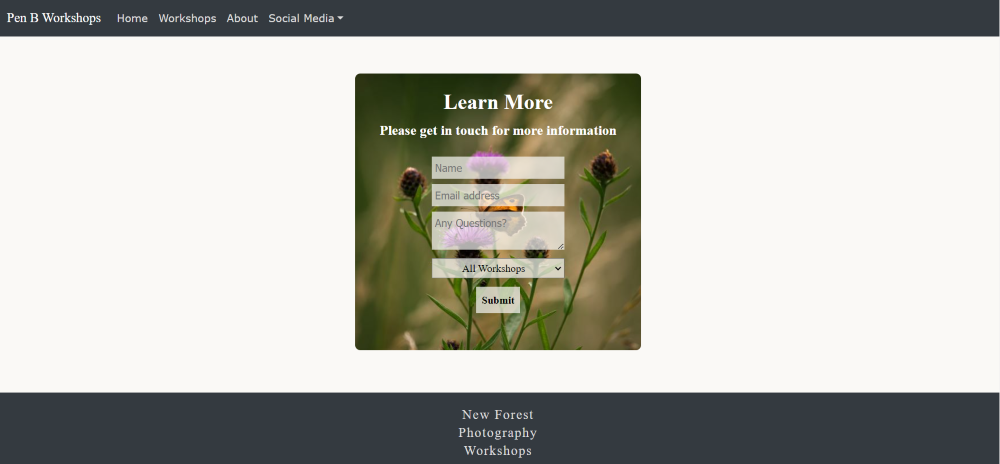 Pen B Workshops Home Workshops About Social Media
Learn More
Please get in touch for more information
Name
Email address
Any Questions?
All Workshops
Submit
New Forest
Photography
Workshops